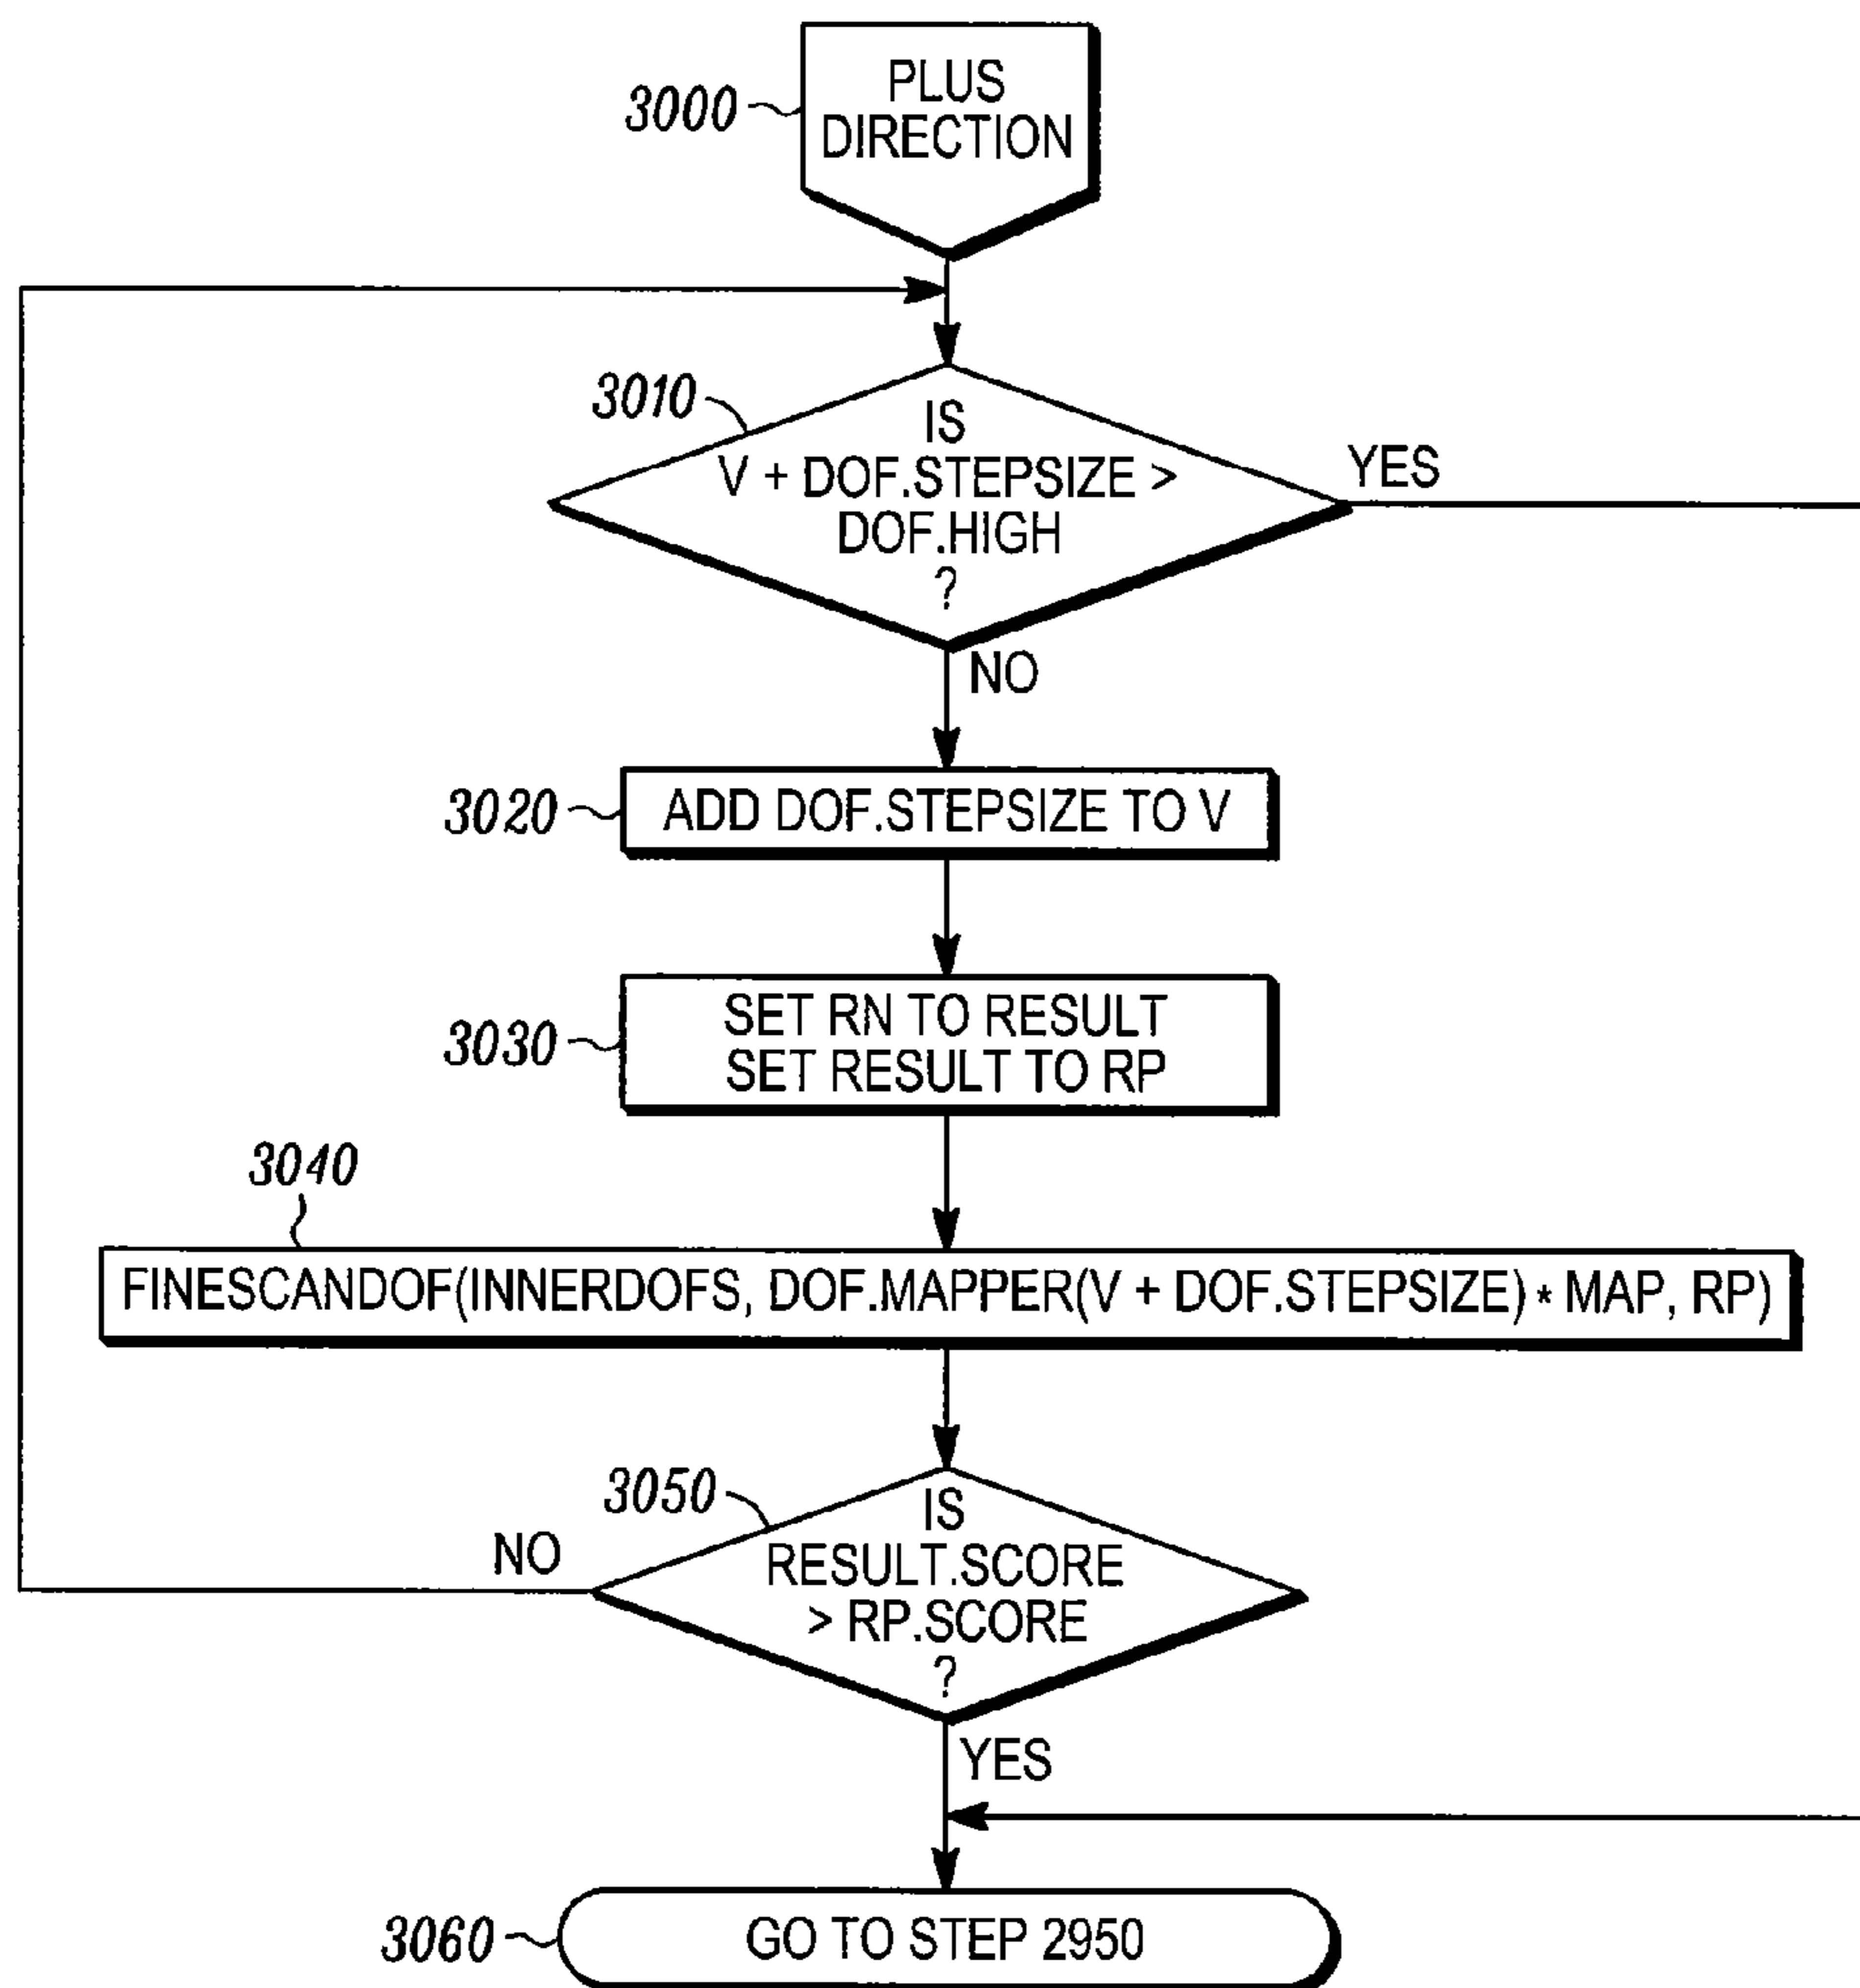 3000
PLUS
DIRECTION
3010
IS
V + DOF.STEPSIZE >
DOF.HIGH
?
YES
NO
3020
ADD DOF.STEPSIZE TO V
3030
SET RN TO RESULT
SET RESULT TO RP
3040
FINESCANDOF(INNERDOFS, DOF.MAPPER(V + DOF.STEPSIZE) * MAP, RP)
3050
IS
RESULT.SCORE
> RP.SCORE
?
NO
YES
3060
GO TO STEP 2950